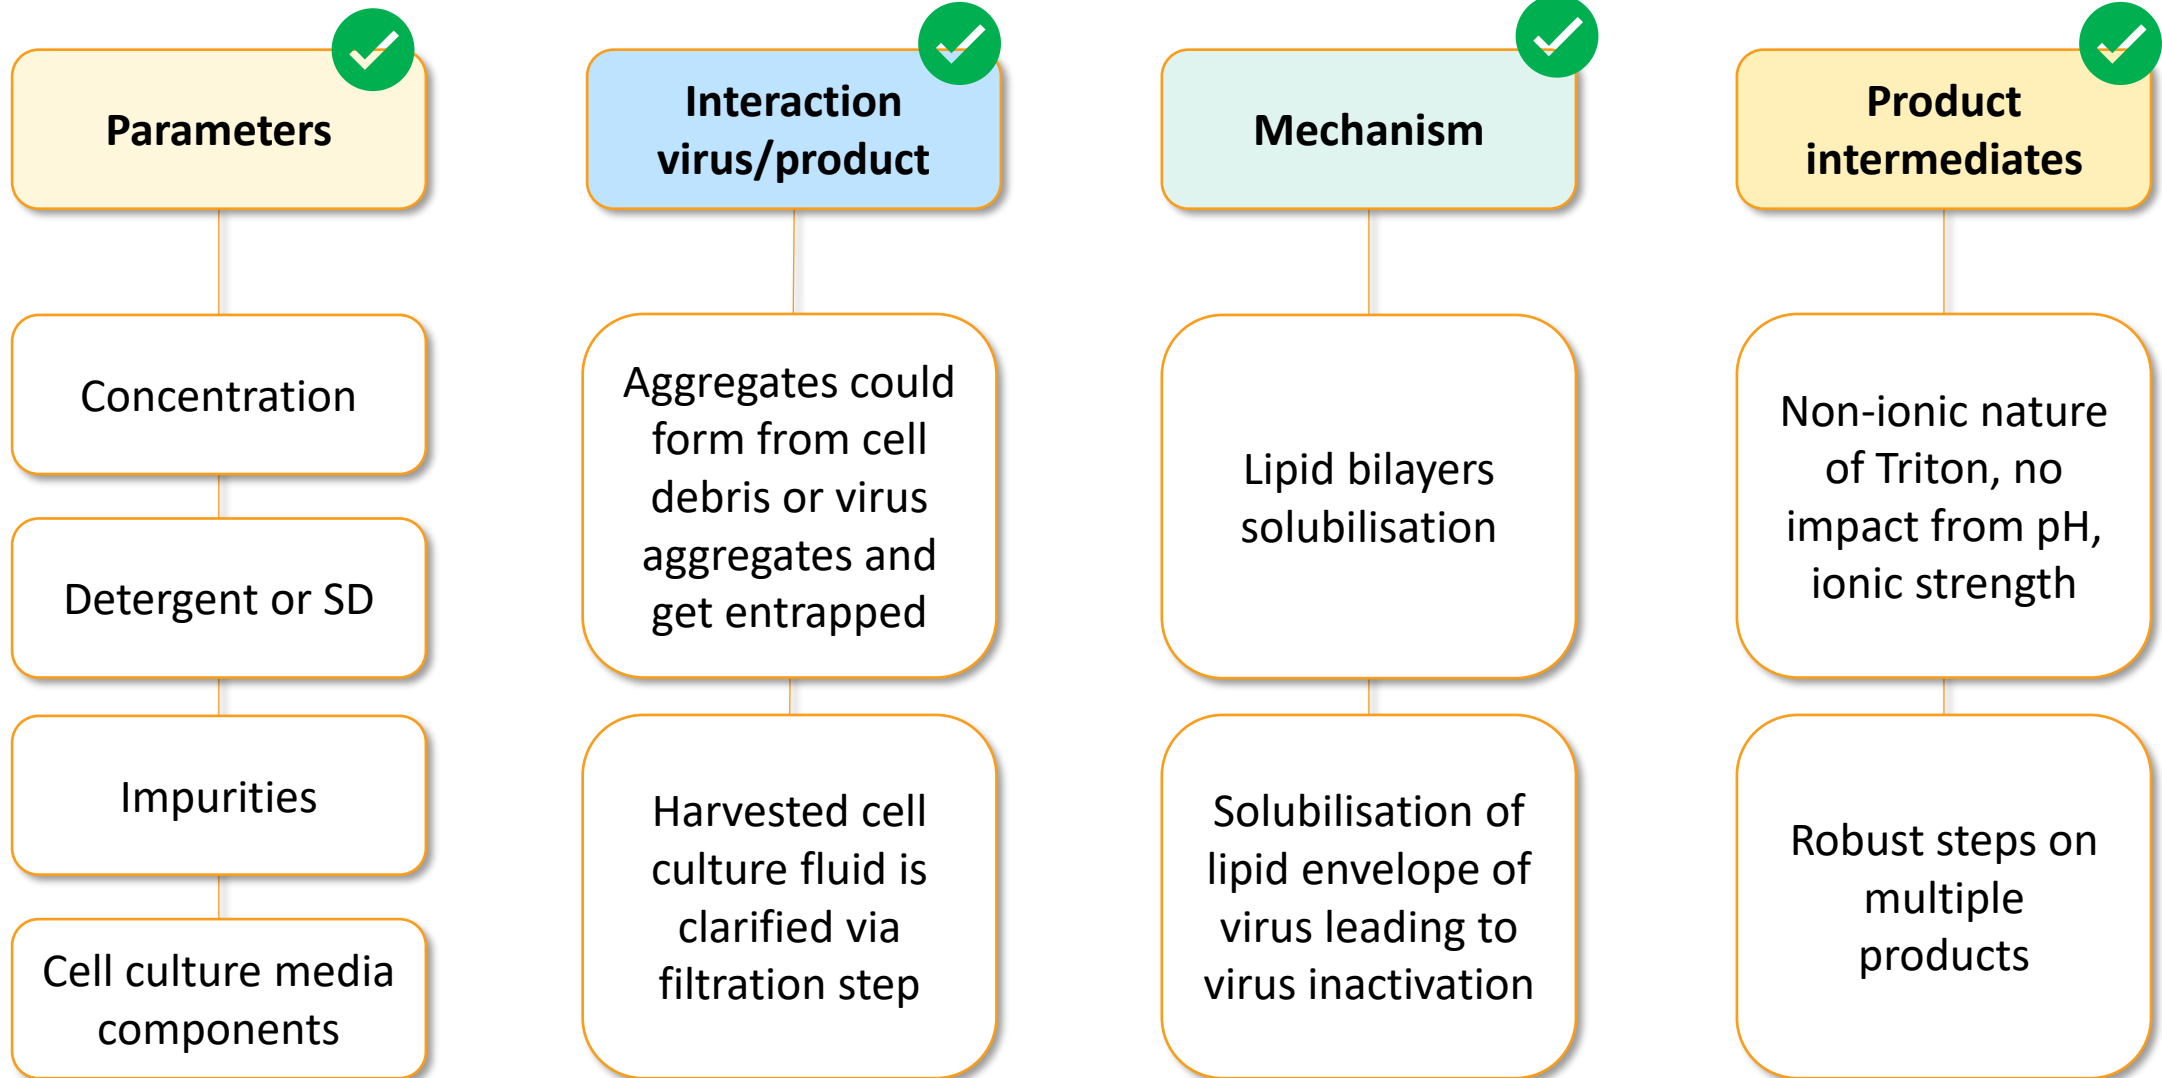 Parameters
Concentration
Detergent or SD
Impurities
Cell culture media
components
Interaction
virus/product
Aggregates could
form from cell
debris or virus
aggregates and
get entrapped
Harvested cell
culture fluid is
clarified via
filtration step
Mechanism
Lipid bilayers
solubilisation
Solubilisation of
lipid envelope of
virus leading to
virus inactivation
Product
intermediates
Non-ionic nature
of Triton, no
impact from pH,
ionic strength
Robust steps on
multiple
products